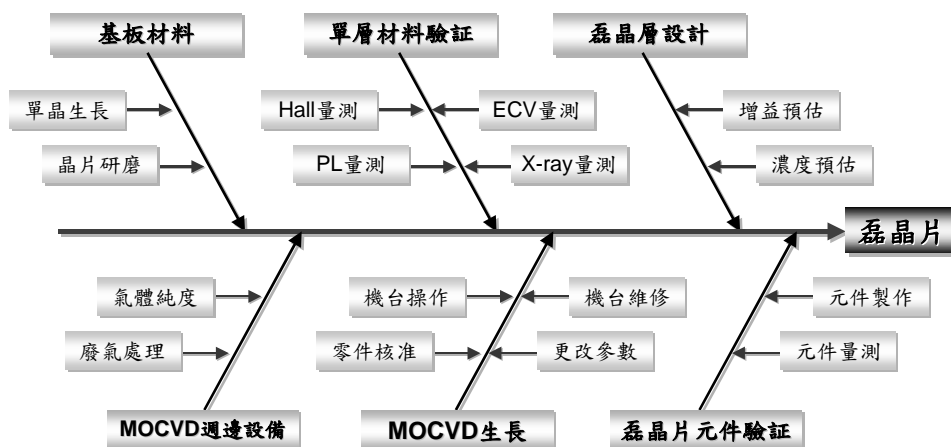 基板材料
單層材料驗証
磊晶層設計
單晶生長
Hall量測
ECV量測
增益預估
晶片研磨
PL量測
X-ray量測
濃度預估
磊晶片
氣體純度
機台操作
機台維修
元件製作
廢氣處理
零件核准
更改參數
元件量測
MOCVD週邊設備
MOCVD生長
磊晶片元件驗証